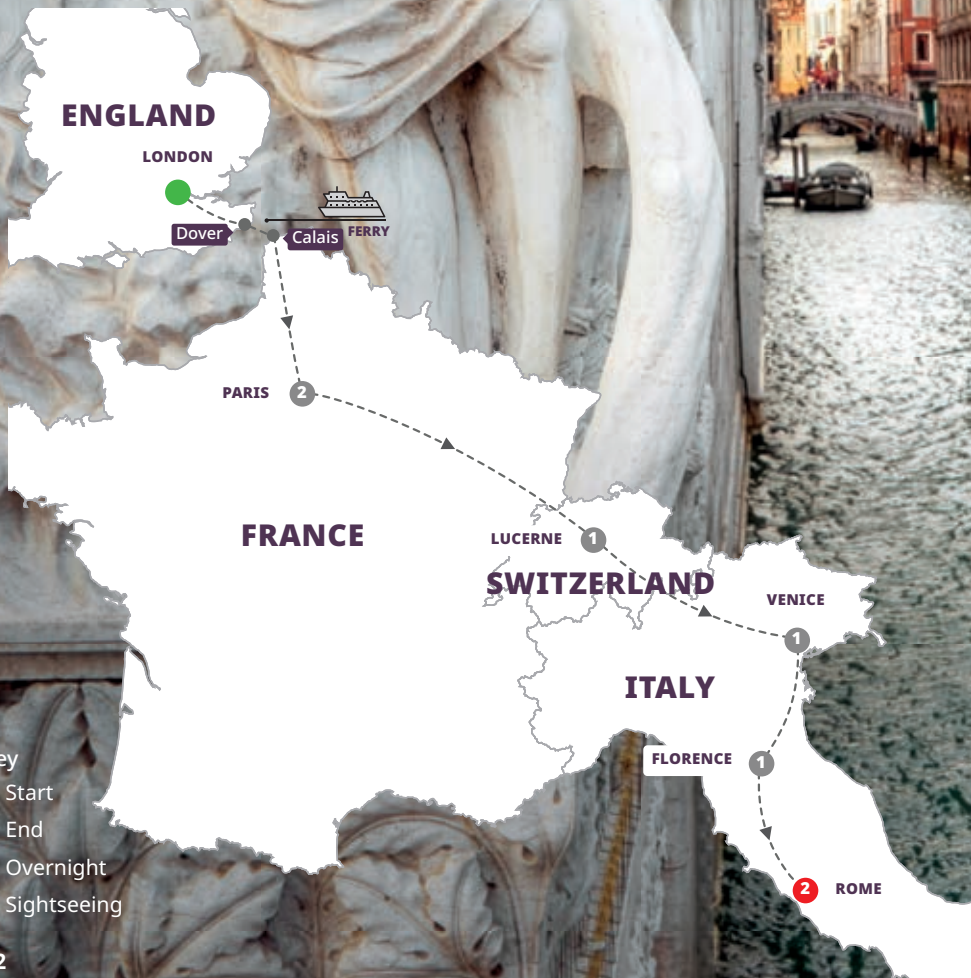 ENGLAND
LONDON
Dover
Calais
FERRY
PARIS
2
FRANCE
LUCERNE
1
SWITZERLAND
VENICE
1
ITALY
FLORENCE
1
ROME
2
ey
Start
End
Overnight
Sightseeing
2